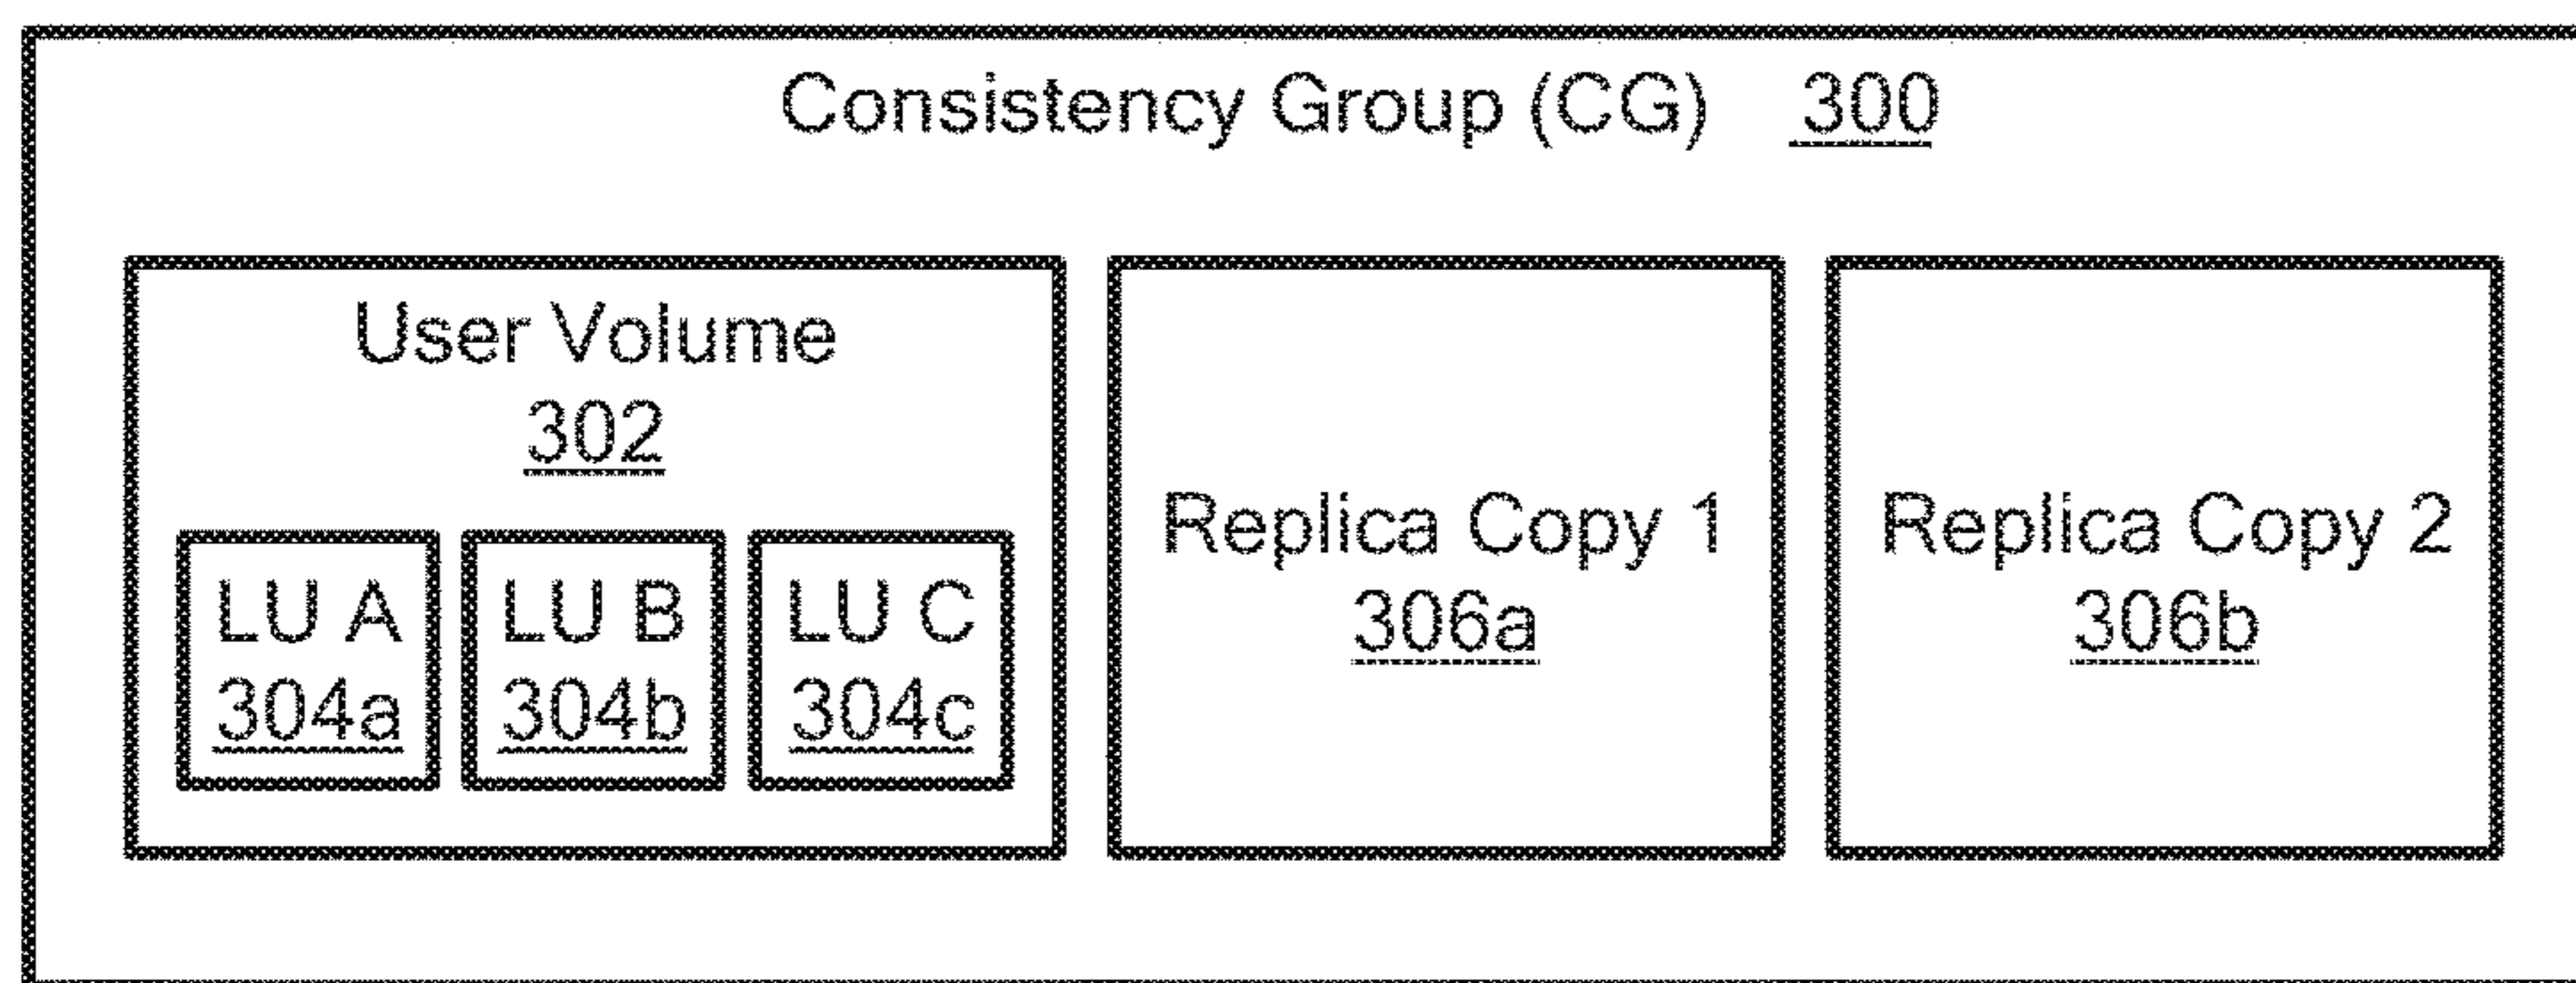 Consistency Group (CG) 300
User Volume
302
LU A
304a
LU B
304b
LU C
304c
Replica Copy 1
306a
Replica Copy 2
306b